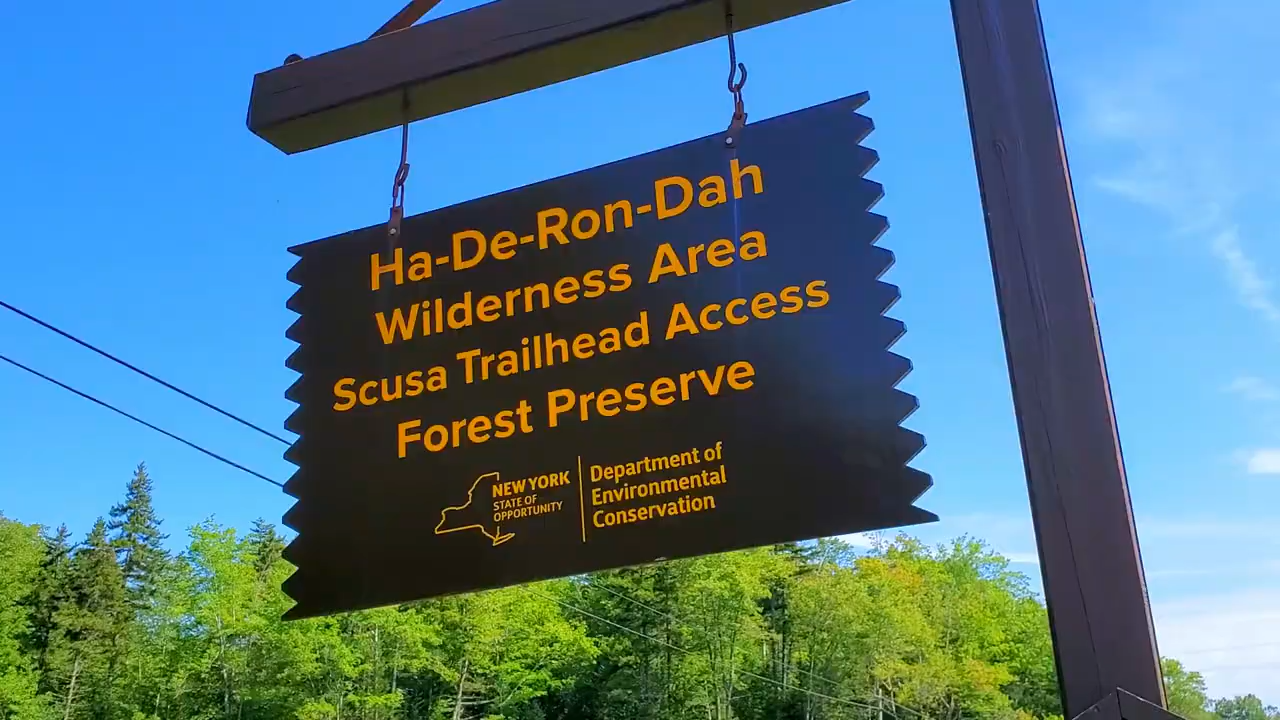 Ha-De-Ron-Dah
Wilderness Area
Scusa Trailhead Access
Forest Preserve
NEW YORK
STATE OF
OPPORTUNITY
Department of
Environmental
Conservation